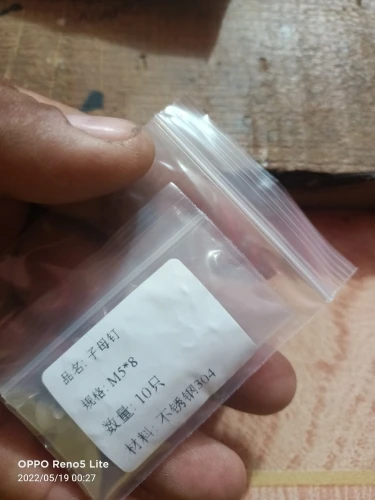 品名: 子母钉
规格: M5*8
数量: 10只
材料: 不锈钢304
OPPO Reno5 Lite
2022/05/19 00:27